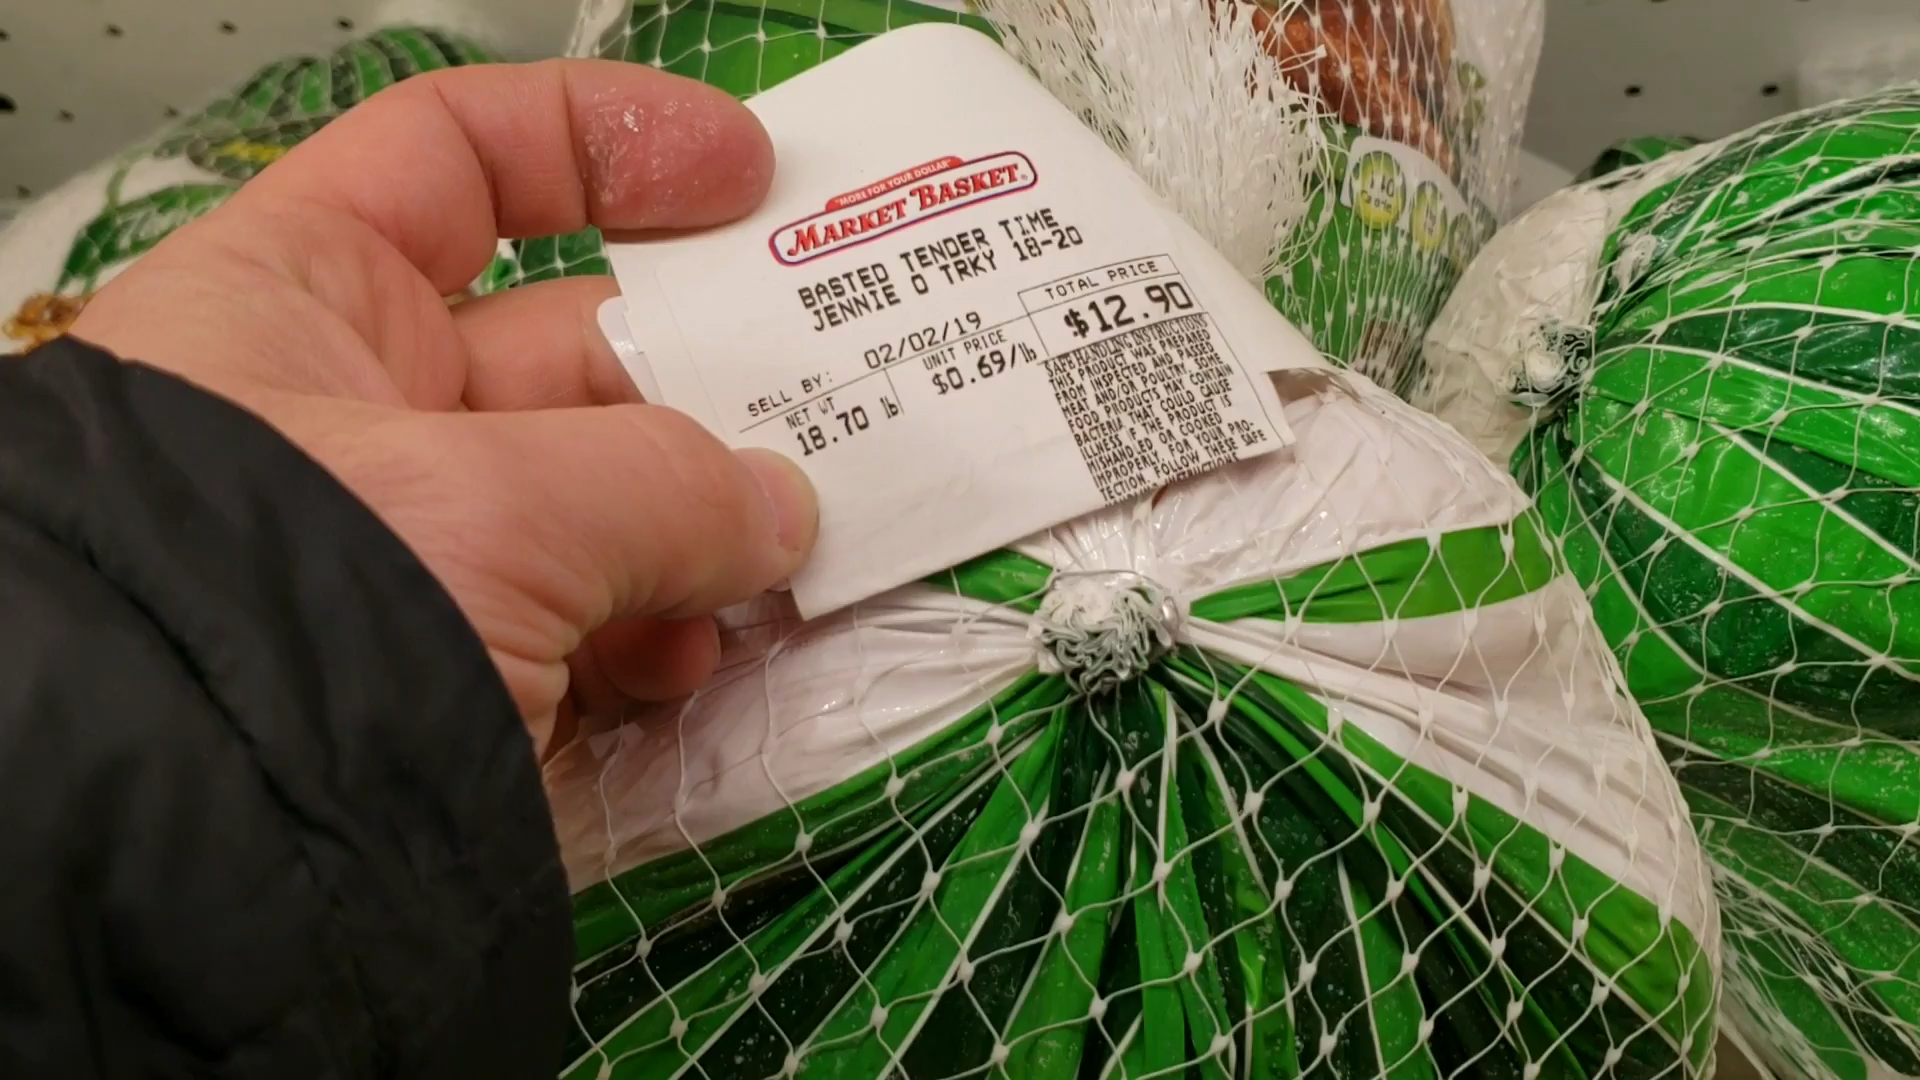 "MORE FOR YOUR DOLLAR"
MARKET BASKET®
BASTED TENDER TIME
JENNIE O TRKY 18-20
SELL BY: 02/02/19
NET WT
18.70 lb
UNIT PRICE
$0.69/lb
TOTAL PRICE
$12.90
SAFE HANDLING INSTRUCTIONS
THIS PRODUCT WAS PREPARED
FROM INSPECTED AND PASSED
MEAT AND/OR POULTRY. SOME
FOOD PRODUCTS MAY CONTAIN
BACTERIA THAT COULD CAUSE
ILLNESS IF THE PRODUCT IS
MISHANDLED OR COOKED
IMPROPERLY. FOR YOUR PRO-
TECTION, FOLLOW THESE SAFE